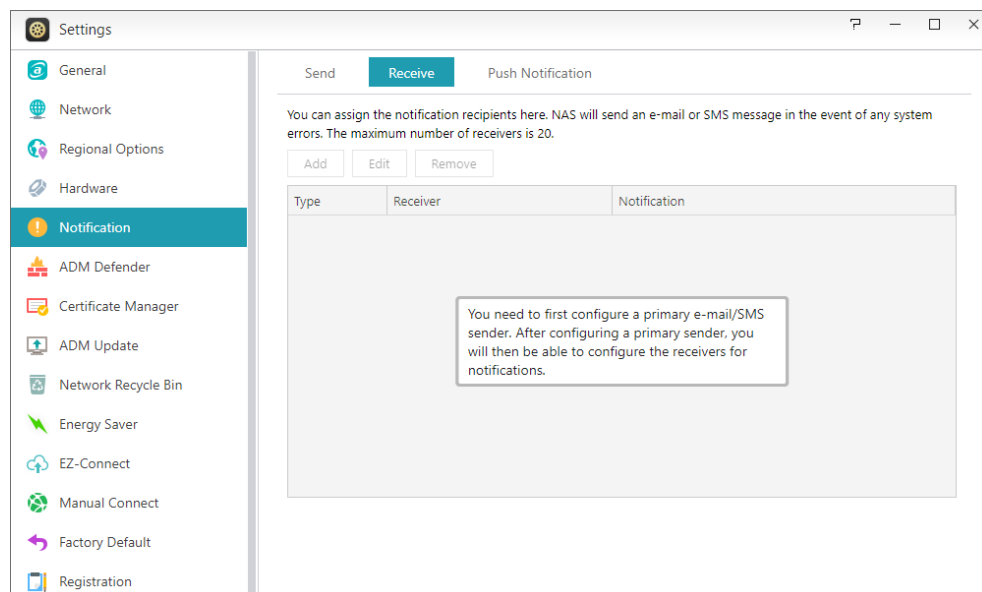 Settings
General
Network
Regional Options
Hardware
Notification
ADM Defender
Certificate Manager
ADM Update
Network Recycle Bin
Energy Saver
EZ-Connect
Manual Connect
Factory Default
Registration
Send Receive Push Notification
You can assign the notification recipients here. NAS will send an e-mail or SMS message in the event of any system
errors. The maximum number of receivers is 20.
Add Edit Remove
Type Receiver Notification
You need to first configure a primary e-mail/SMS
sender. After configuring a primary sender, you
will then be able to configure the receivers for
notifications.